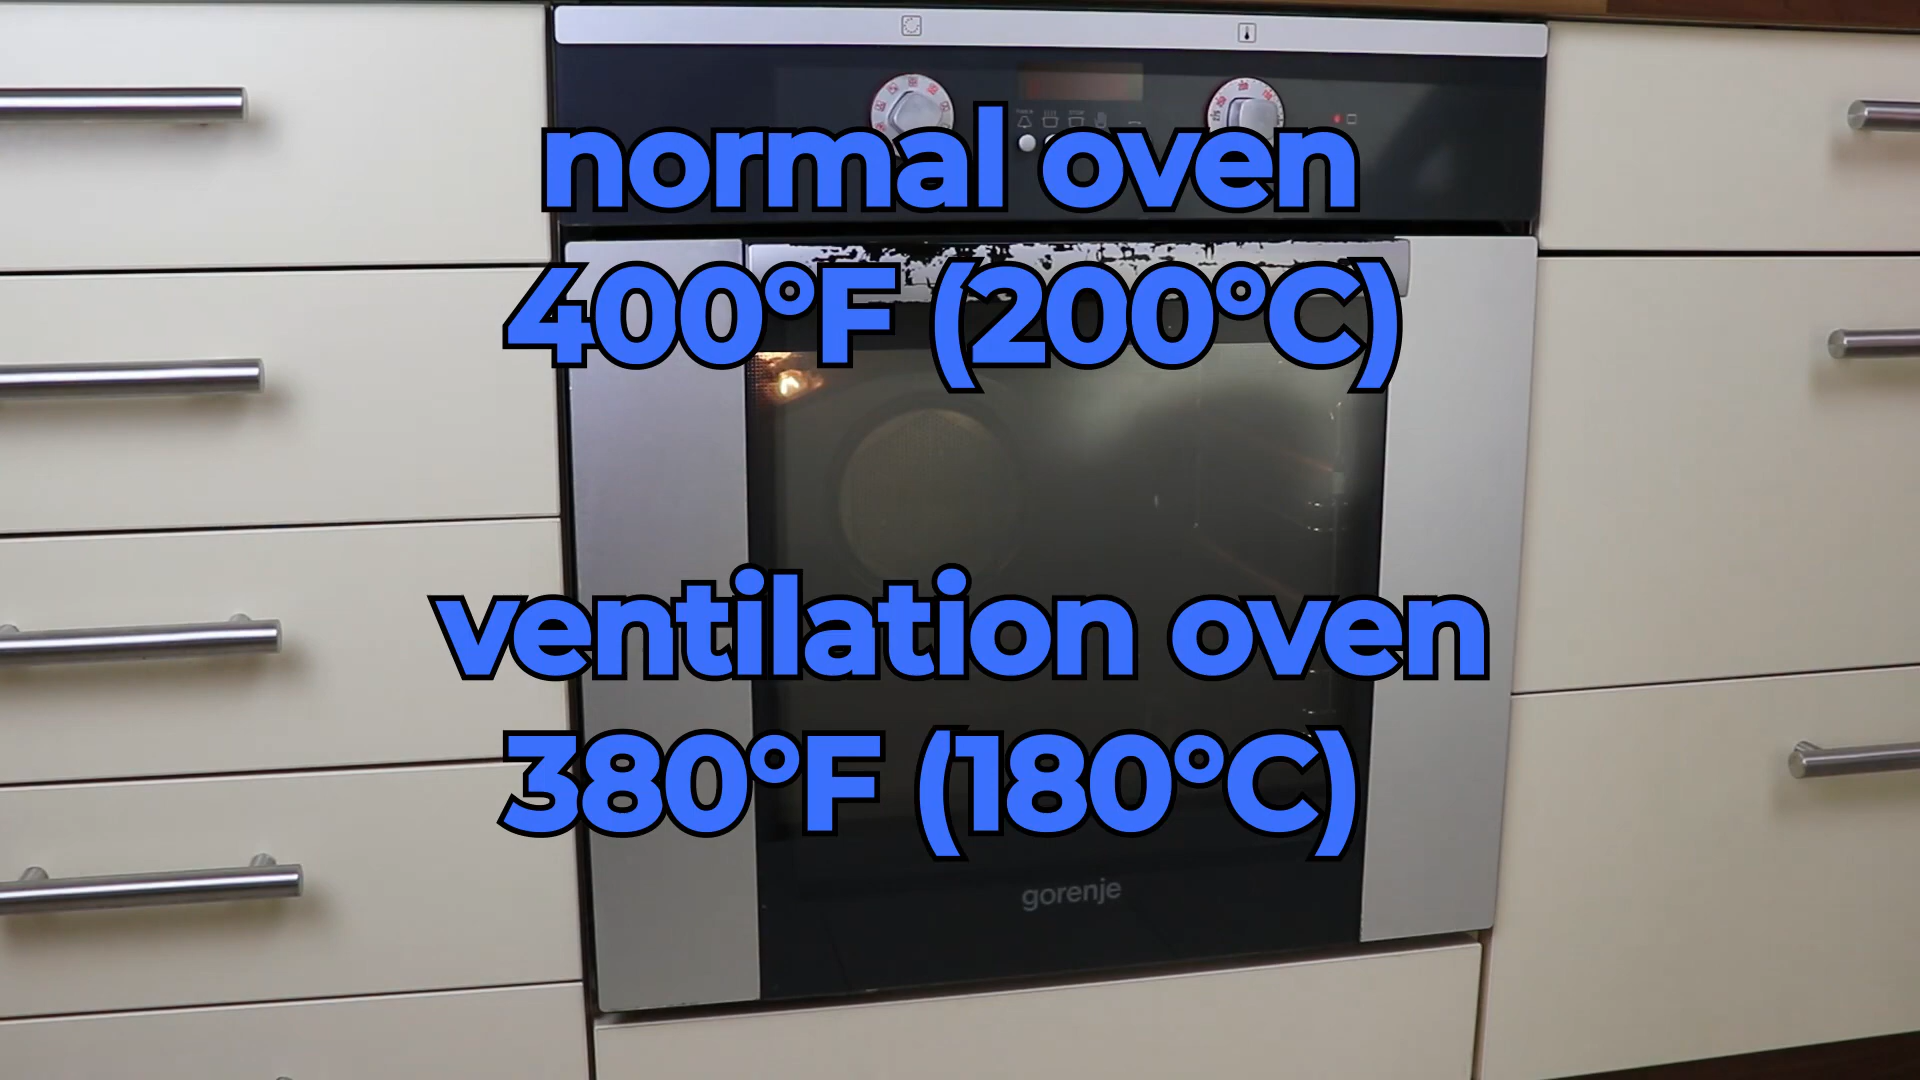 normal oven
400°F (200°C)
ventilation oven
380°F (180°C)
gorenje